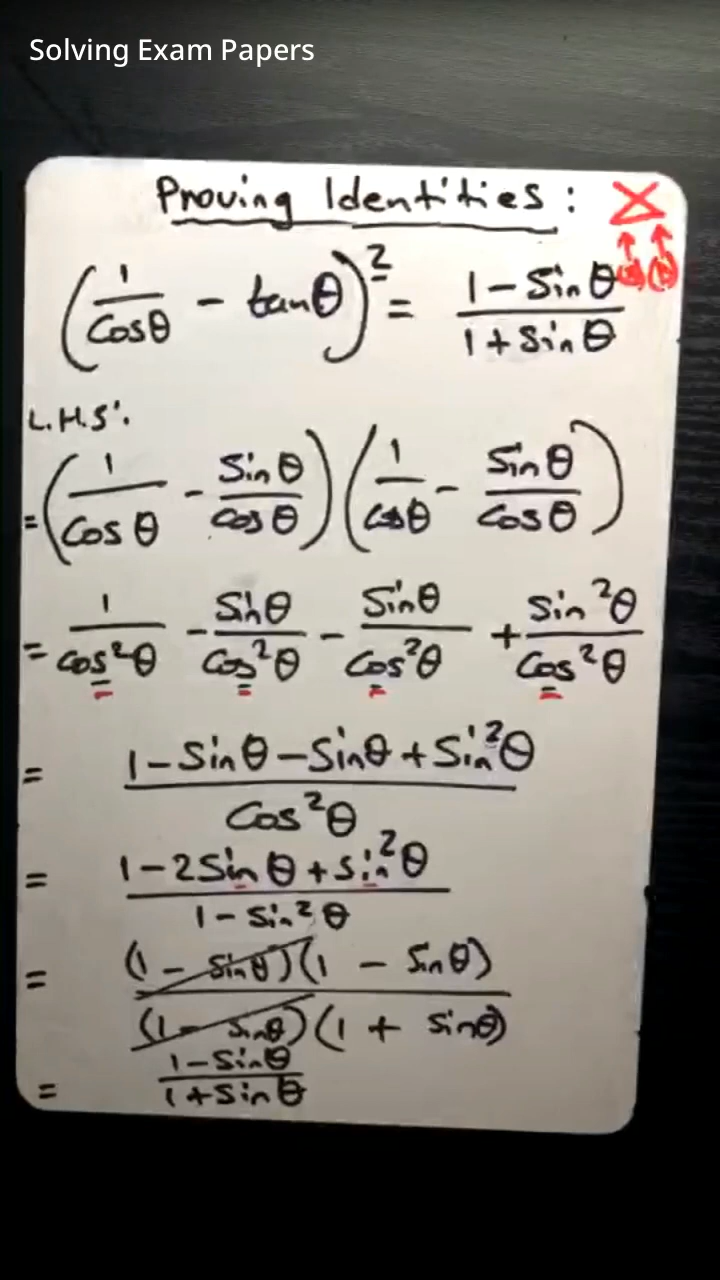 Solving Exam Papers
Proving Identities :
(1/cosθ - tanθ)² = 1 - Sinθ / 1 + Sinθ
L.H.S:
= (1/Cosθ - Sinθ/Cosθ)(1/Cosθ - Sinθ/Cosθ)
= 1/Cos²θ - Sinθ/Cos²θ - Sinθ/Cos²θ + Sin²θ/Cos²θ
= 1 - Sinθ - Sinθ + Sin²θ / Cos²θ
= 1 - 2Sinθ + Sin²θ / 1 - Sin²θ
= (1 - Sinθ)(1 - Sinθ) / (1 - Sinθ)(1 + Sinθ)
= 1 - Sinθ / 1 + Sinθ